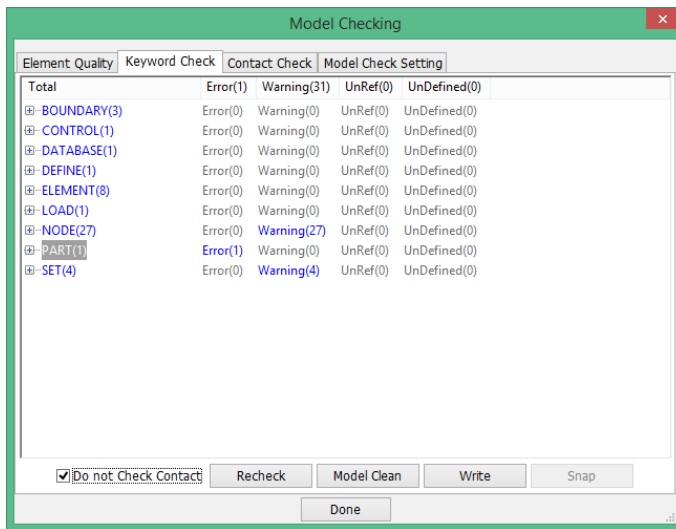 Model Checking
Element Quality Keyword Check Contact Check Model Check Setting
Total Error(1) Warning(31) UnRef(0) UnDefined(0)
BOUNDARY(3) Error(0) Warning(0) UnRef(0) UnDefined(0)
CONTROL(1) Error(0) Warning(0) UnRef(0) UnDefined(0)
DATABASE(1) Error(0) Warning(0) UnRef(0) UnDefined(0)
DEFINE(1) Error(0) Warning(0) UnRef(0) UnDefined(0)
ELEMENT(8) Error(0) Warning(0) UnRef(0) UnDefined(0)
LOAD(1) Error(0) Warning(0) UnRef(0) UnDefined(0)
NODE(27) Error(0) Warning(27) UnRef(0) UnDefined(0)
PART(1) Error(1) Warning(0) UnRef(0) UnDefined(0)
SET(4) Error(0) Warning(4) UnRef(0) UnDefined(0)
Do not Check Contact Recheck Model Clean Write Snap
Done